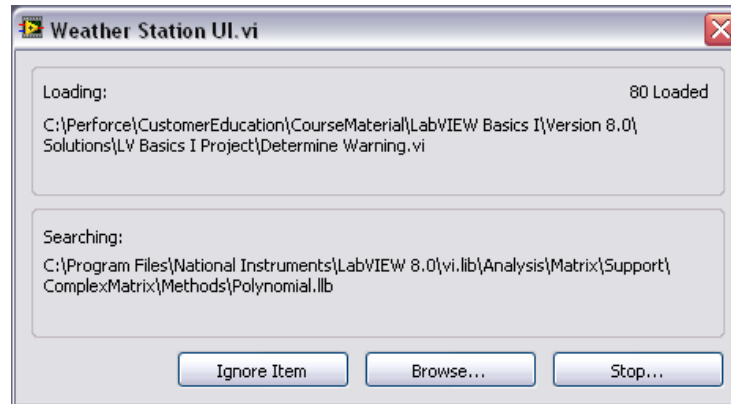 Weather Station UI.vi
Loading: 80 Loaded
C:\Perforce\CustomerEducation\CourseMaterial\LabVIEW Basics I\Version 8.0\
Solutions\LV Basics I Project\Determine Warning.vi
Searching:
C:\Program Files\National Instruments\LabVIEW 8.0\vi.lib\Analysis\Matrix\Support\
ComplexMatrix\Methods\Polynomial.llb
Ignore Item Browse... Stop...